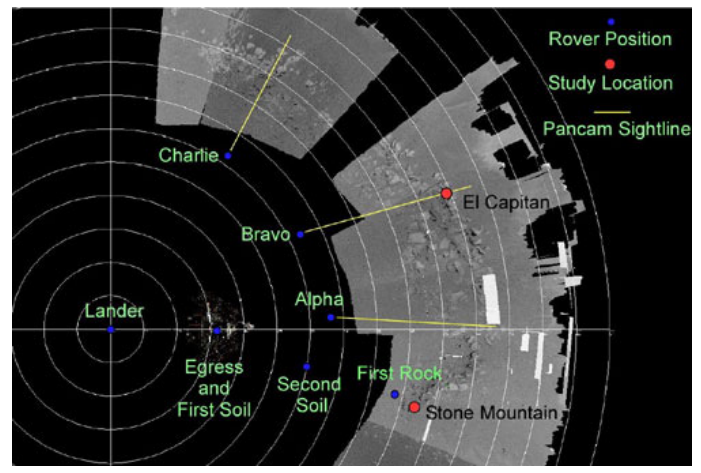 Rover Position
Study Location
Pancam Sightline
Charlie
El Capitan
Bravo
Alpha
Lander
Egress
and
First Soil
Second
Soil
First Rock
Stone Mountain